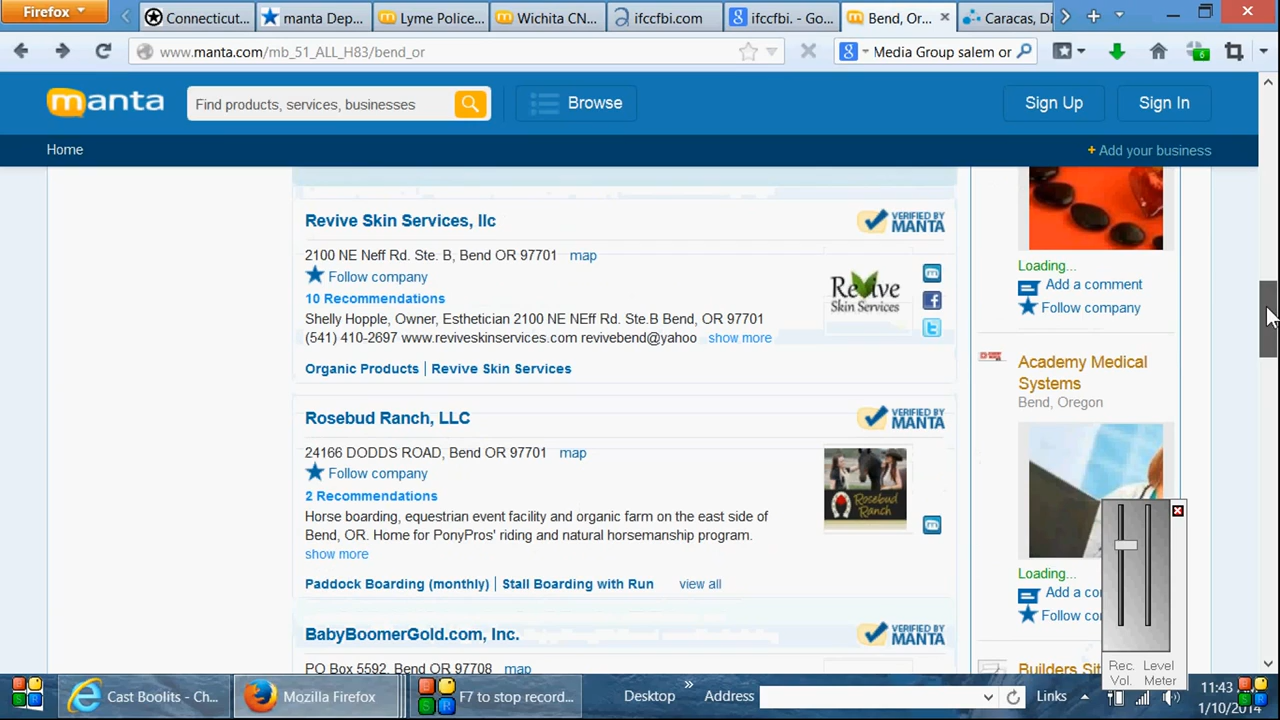 Firefox
Connecticut...
manta Dep...
Lyme Police...
Wichita CN...
ifccfbi.com
ifccfbi. - Go...
Bend, Or...
Caracas, Di
www.manta.com/mb_51_ALL_H83/bend_or
Media Group salem or
6
manta
Find products, services, businesses
Browse
Sign Up
Sign In
Home
+ Add your business
Revive Skin Services, llc
VERIFIED BY MANTA
2100 NE Neff Rd. Ste. B, Bend OR 97701 map
Follow company
10 Recommendations
Shelly Hopple, Owner, Esthetician 2100 NE NEff Rd. Ste.B Bend, OR 97701
(541) 410-2697 www.reviveskinservices.com revivebend@yahoo show more
Revive
Skin Services
Organic Products | Revive Skin Services
Rosebud Ranch, LLC
VERIFIED BY MANTA
24166 DODDS ROAD, Bend OR 97701 map
Follow company
2 Recommendations
Horse boarding, equestrian event facility and organic farm on the east side of
Bend, OR. Home for PonyPros' riding and natural horsemanship program.
show more
Rosebud
Ranch
Paddock Boarding (monthly) | Stall Boarding with Run view all
BabyBoomerGold.com, Inc.
VERIFIED BY MANTA
PO Box 5592, Bend OR 97708 map
Loading...
Add a comment
Follow company
Academy Medical
Systems
Bend, Oregon
Loading...
Add a co
Follow
Builders Sit
Rec. Vol.
Level Meter
Cast Boolits - Ch...
Mozilla Firefox
F7 to stop record...
Desktop
Address
Links
11:43 A
1/10/2014